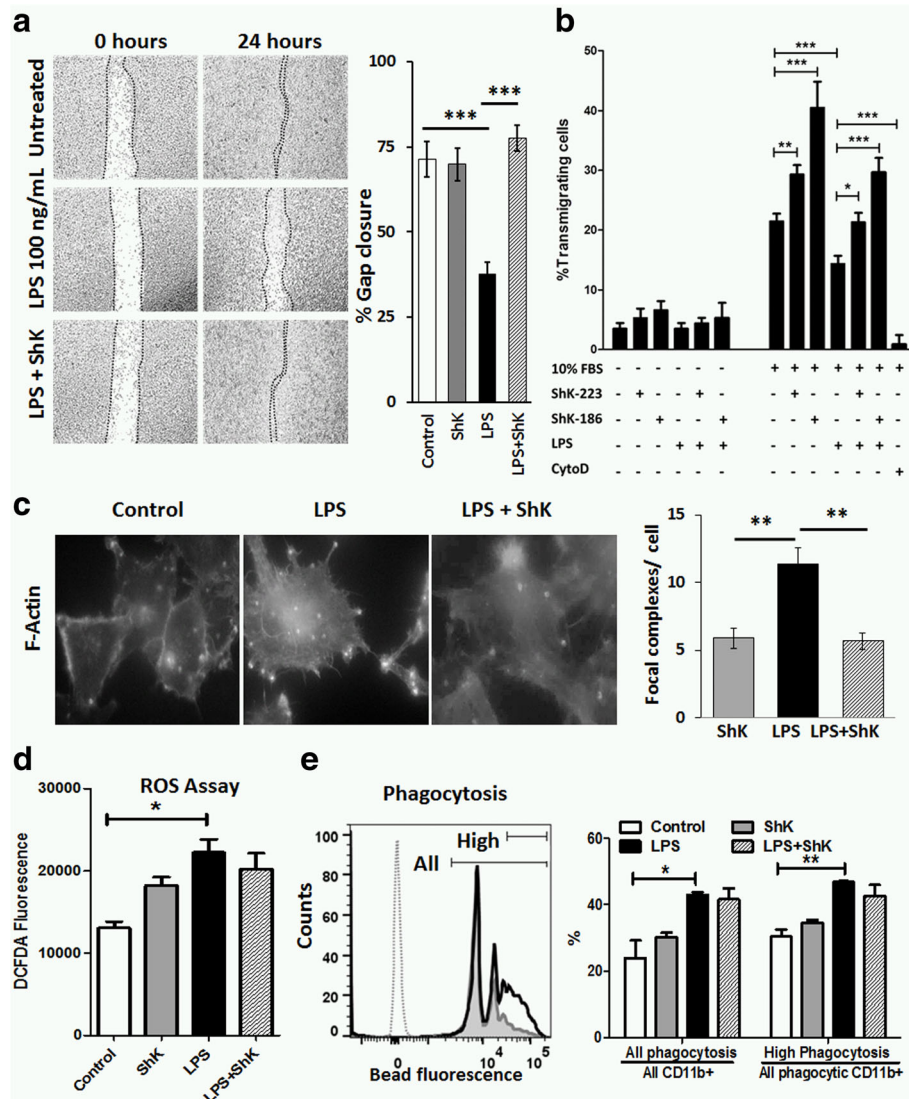 a
0 hours 24 hours
Untreated
LPS 100 ng/mL
LPS + ShK
% Gap closure
100
75
50
25
0
***
***
Control
ShK
LPS
LPS+ShK
b
%Transmigrating cells
50
40
30
20
10
0
***
***
**
***
***
*
10% FBS - - - - - - + + + + + + +
ShK-223 - + - - + - - + - - + - -
ShK-186 - - + - - + - - + - - + -
LPS - - - + + + - - - + + + -
CytoD - - - - - - - - - - - - +
c
Control LPS LPS + ShK
F-Actin
Focal complexes/ cell
15
10
5
0
**
**
ShK LPS LPS+ShK
d
ROS Assay
DCFDA Fluorescence
30000
20000
10000
0
*
Control
ShK
LPS
LPS+ShK
e
Phagocytosis
Counts
100
80
60
40
20
0
High
All
0 10^4 10^5
Bead fluorescence
Control ShK
LPS LPS+ShK
%
60
40
20
0
*
**
All phagocytosis
All CD11b+
High Phagocytosis
All phagocytic CD11b+